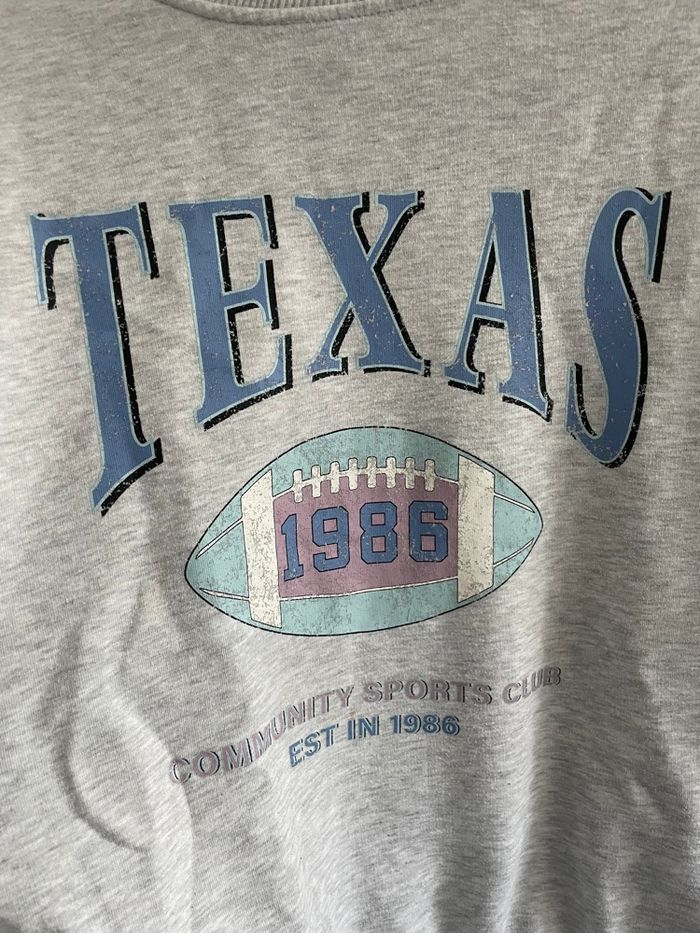 TEXAS
1986
COMMUNITY SPORTS CLUB
EST IN 1986